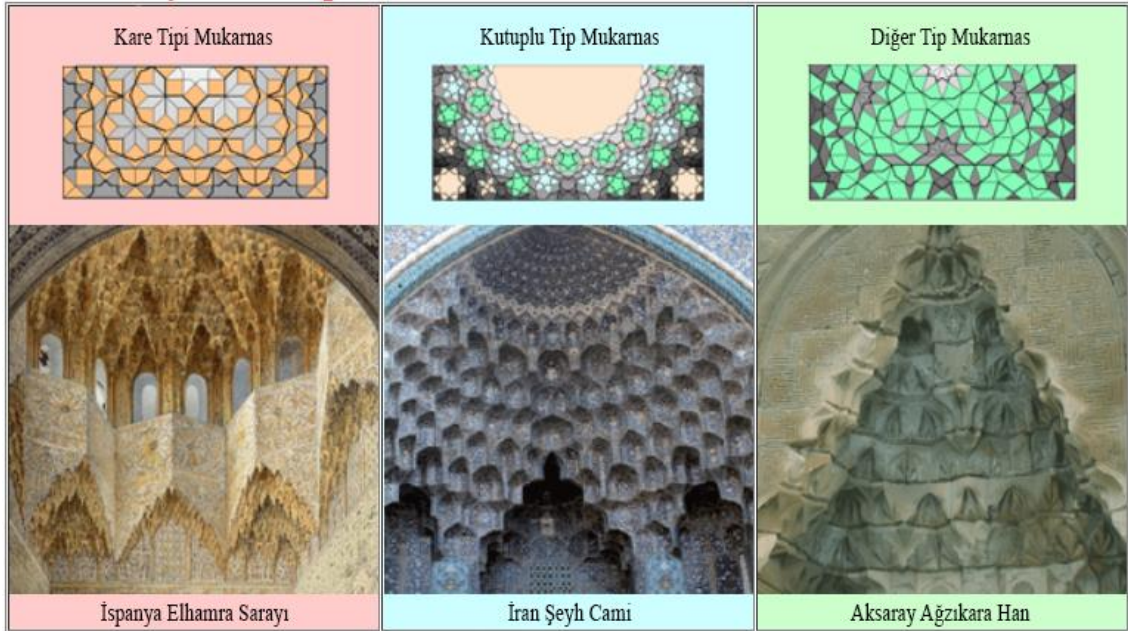 Kare Tipi Mukarnas
Kutuplu Tip Mukarnas
Diğer Tip Mukarnas
İspanya Elhamra Sarayı
İran Şeyh Cami
Aksaray Ağzıkara Han